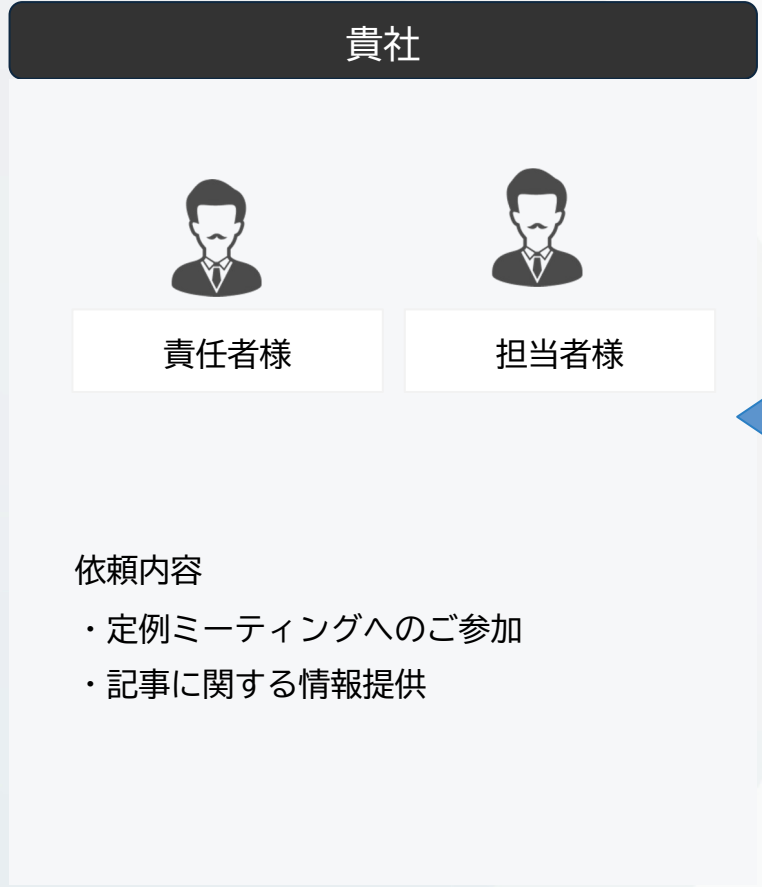 貴社
責任者様
担当者様
依頼内容
・定例ミーティングへのご参加
・記事に関する情報提供